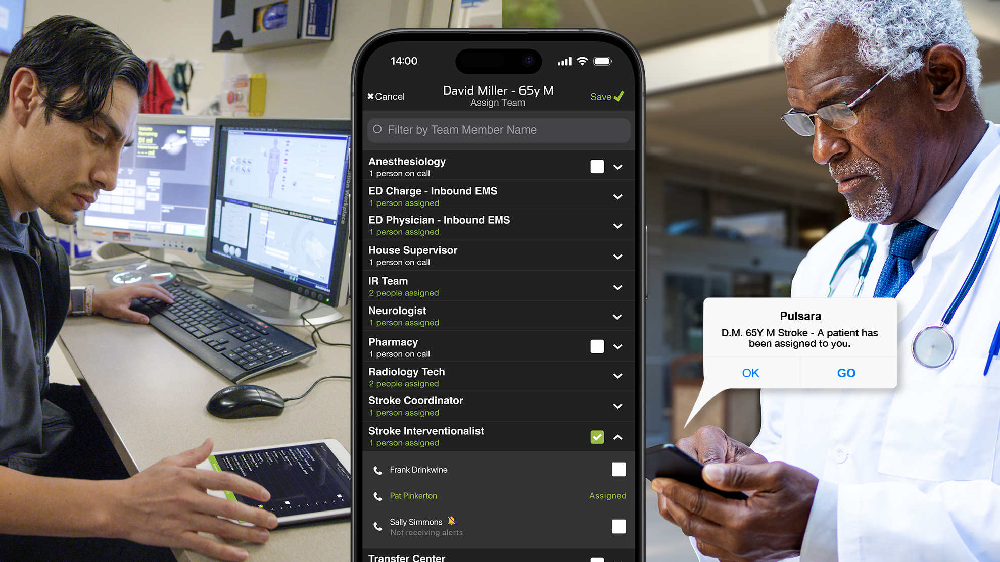 14:00
✖Cancel
David Miller - 65y M
Assign Team
Save✔
Filter by Team Member Name
Anesthesiology
1 person on call
ED Charge - Inbound EMS
1 person assigned
ED Physician - Inbound EMS
1 person assigned
House Supervisor
1 person on call
IR Team
2 people assigned
Neurologist
1 person assigned
Pharmacy
1 person on call
Radiology Tech
2 people assigned
Stroke Coordinator
1 person assigned
Stroke Interventionalist
1 person assigned
Frank Drinkwine
Pat Pinkerton
Assigned
Sally Simmons
Not receiving alerts
Transfer Center
Pulsara
D.M. 65Y M Stroke - A patient has
been assigned to you.
OK
GO
Volume
Remaining
51 ml